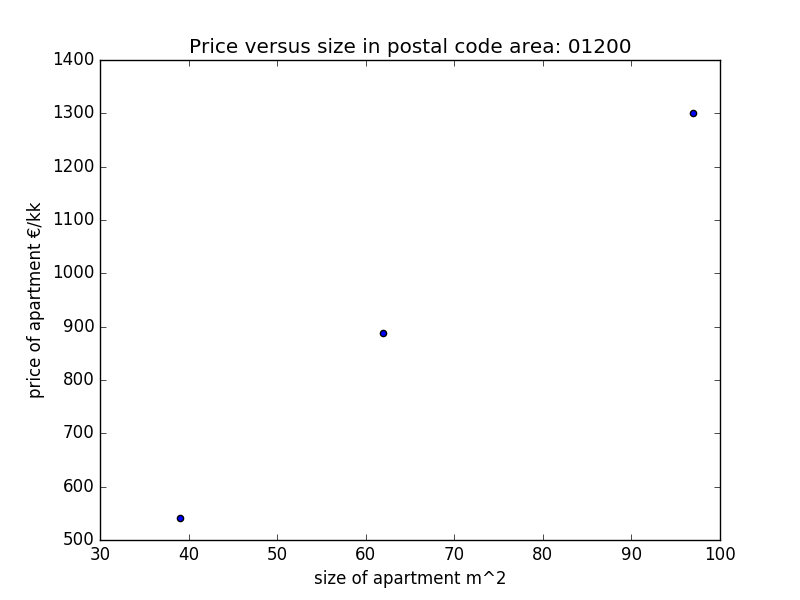 Price versus size in postal code area: 01200
1400
1300
1200
1100
1000
900
800
700
600
500
price of apartment €/kk
30 40 50 60 70 80 90 100
size of apartment m^2